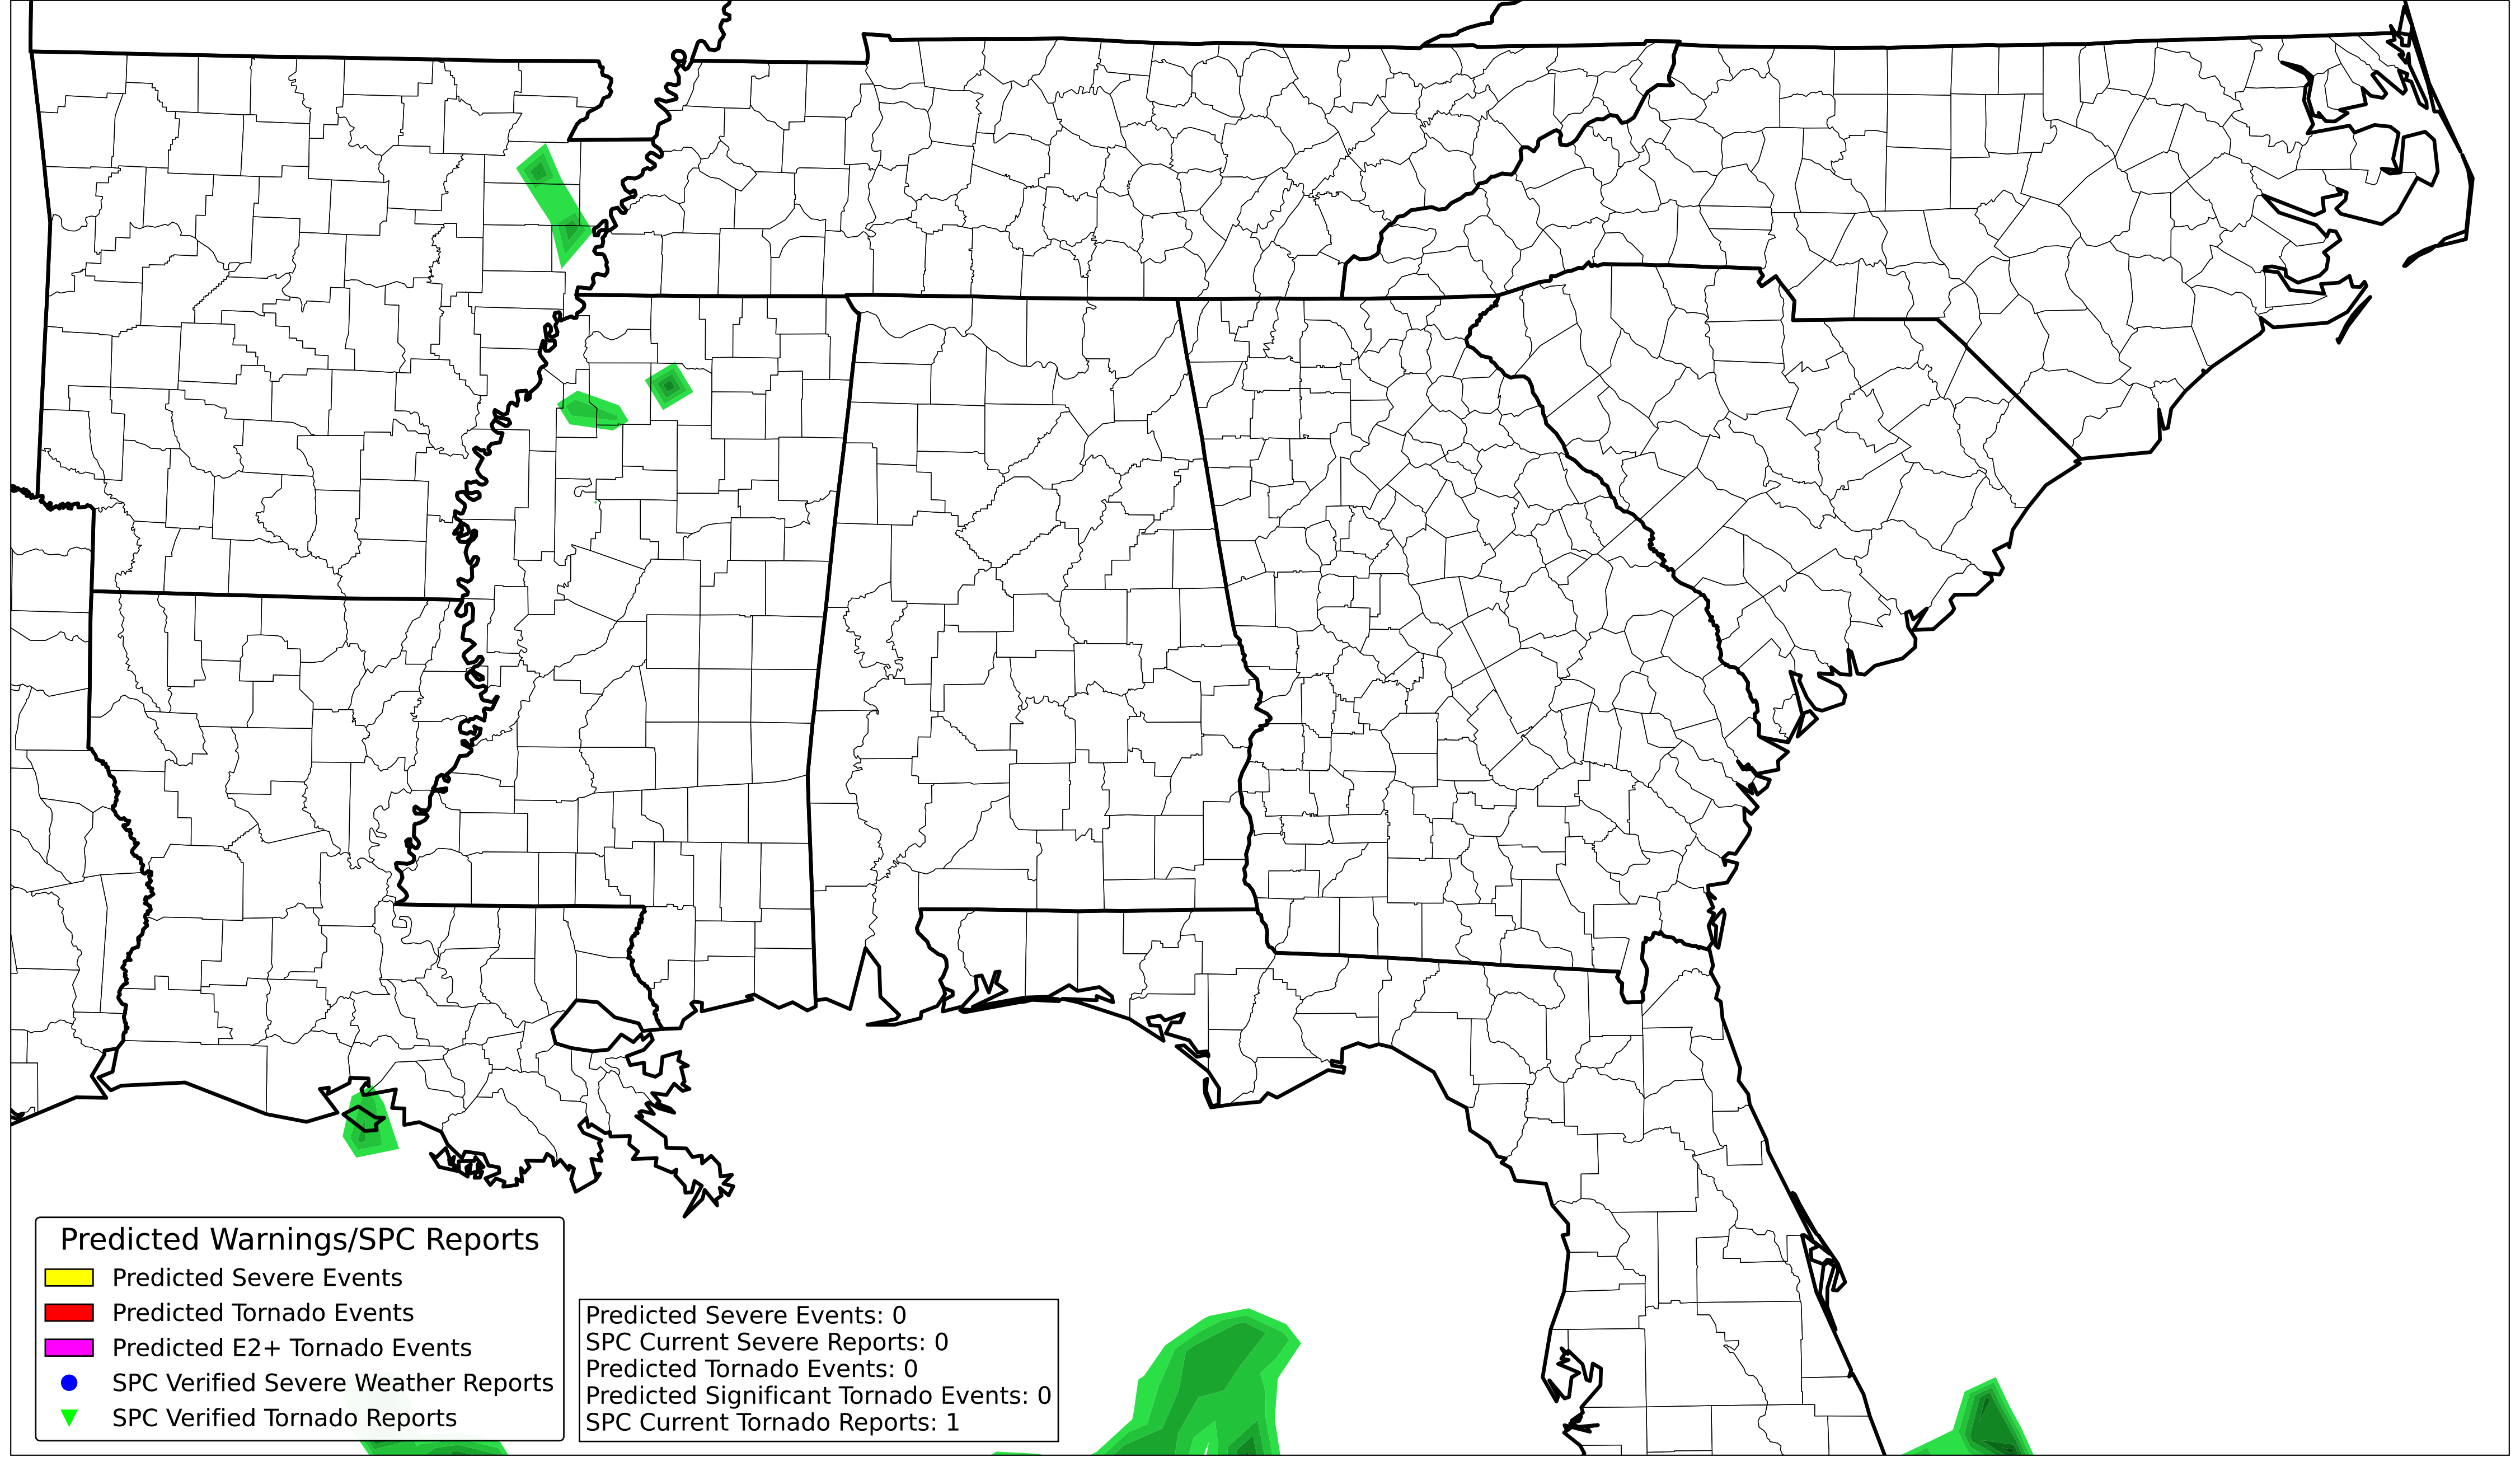 Predicted Warnings/SPC Reports
Predicted Severe Events
Predicted Tornado Events
Predicted E2+ Tornado Events
SPC Verified Severe Weather Reports
SPC Verified Tornado Reports
Predicted Severe Events: 0
SPC Current Severe Reports: 0
Predicted Tornado Events: 0
Predicted Significant Tornado Events: 0
SPC Current Tornado Reports: 1